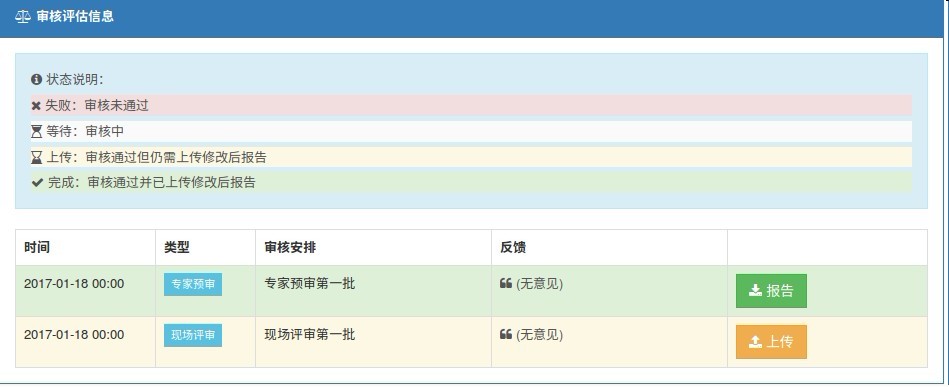 审核评估信息
状态说明：
失败：审核未通过
等待：审核中
上传：审核通过但仍需上传修改后报告
完成：审核通过并已上传修改后报告
时间 类型 审核安排 反馈
2017-01-18 00:00 专家预审 专家预审第一批 (无意见) 报告
2017-01-18 00:00 现场评审 现场评审第一批 (无意见) 上传